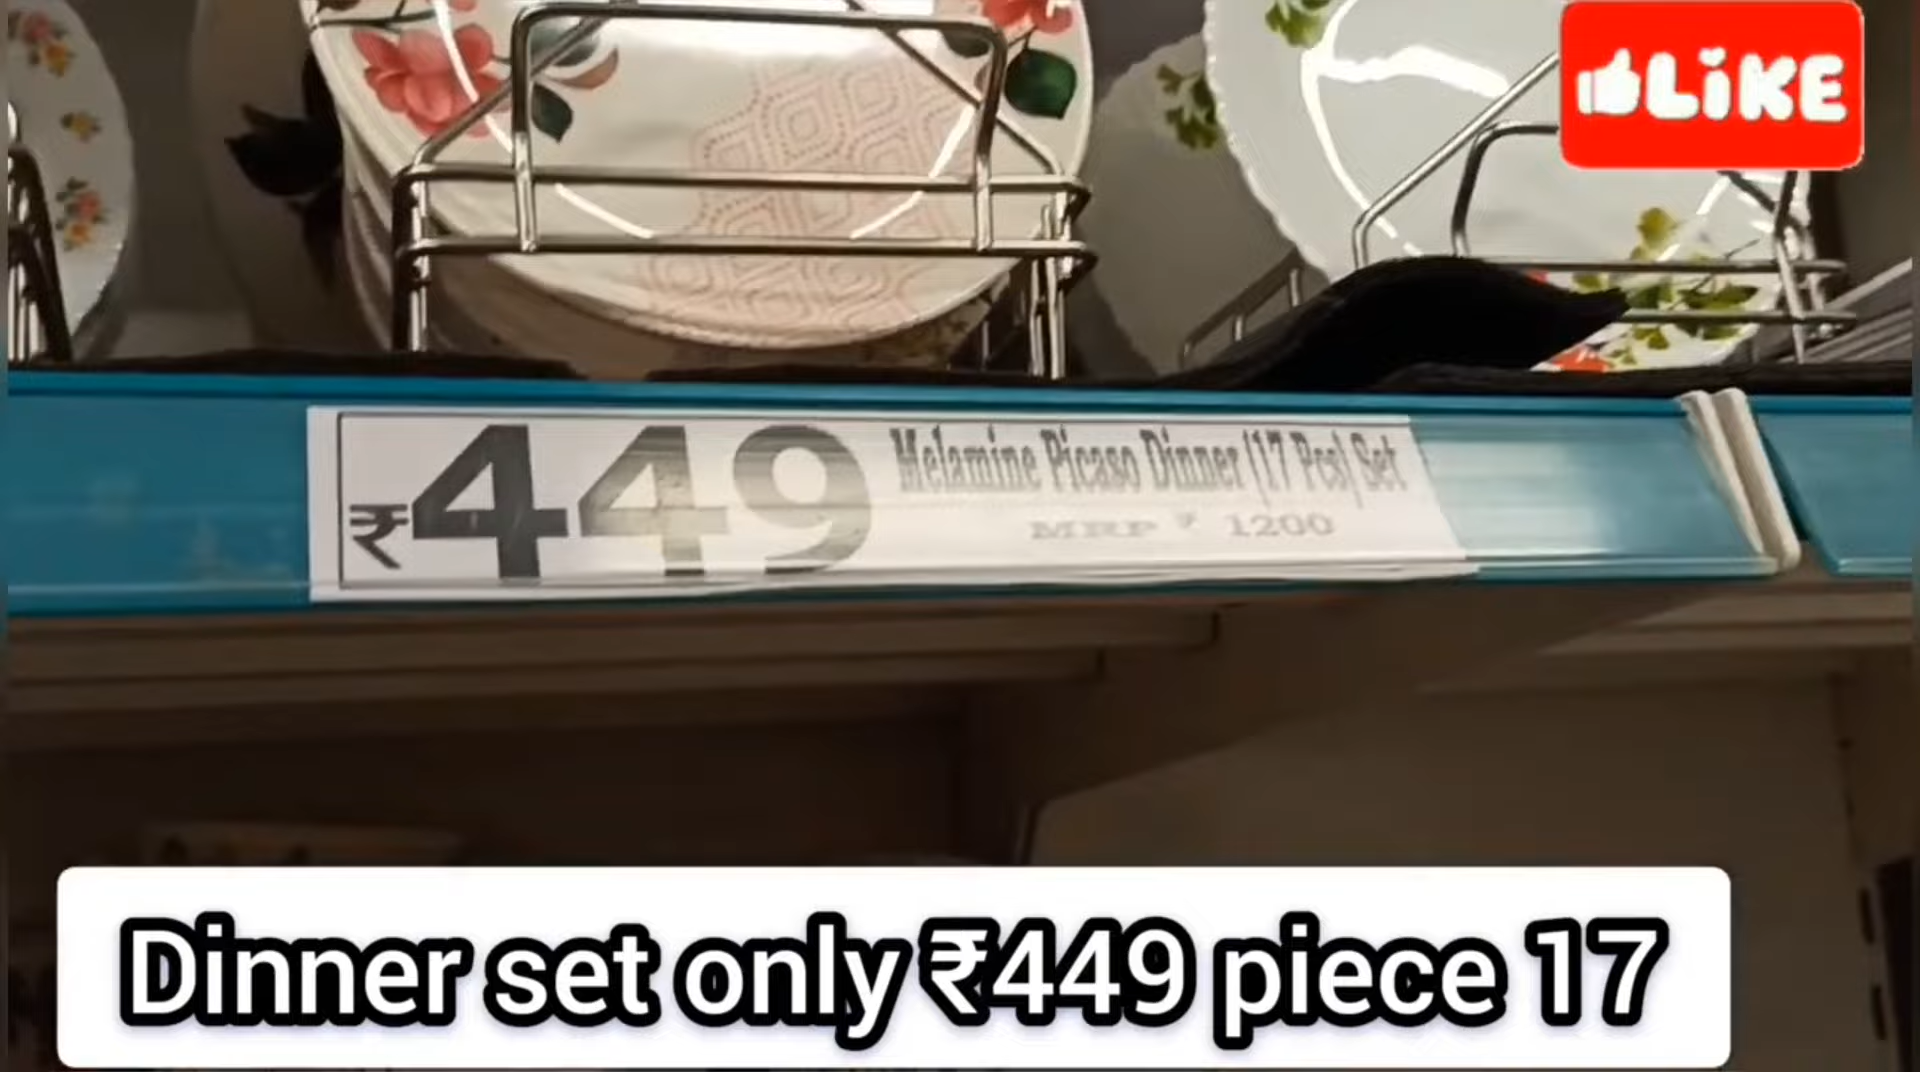 LiKE
₹449 Melamine Picaso Dinner (17 Pcs) Set
MRP ₹ 1200
Dinner set only ₹449 piece 17